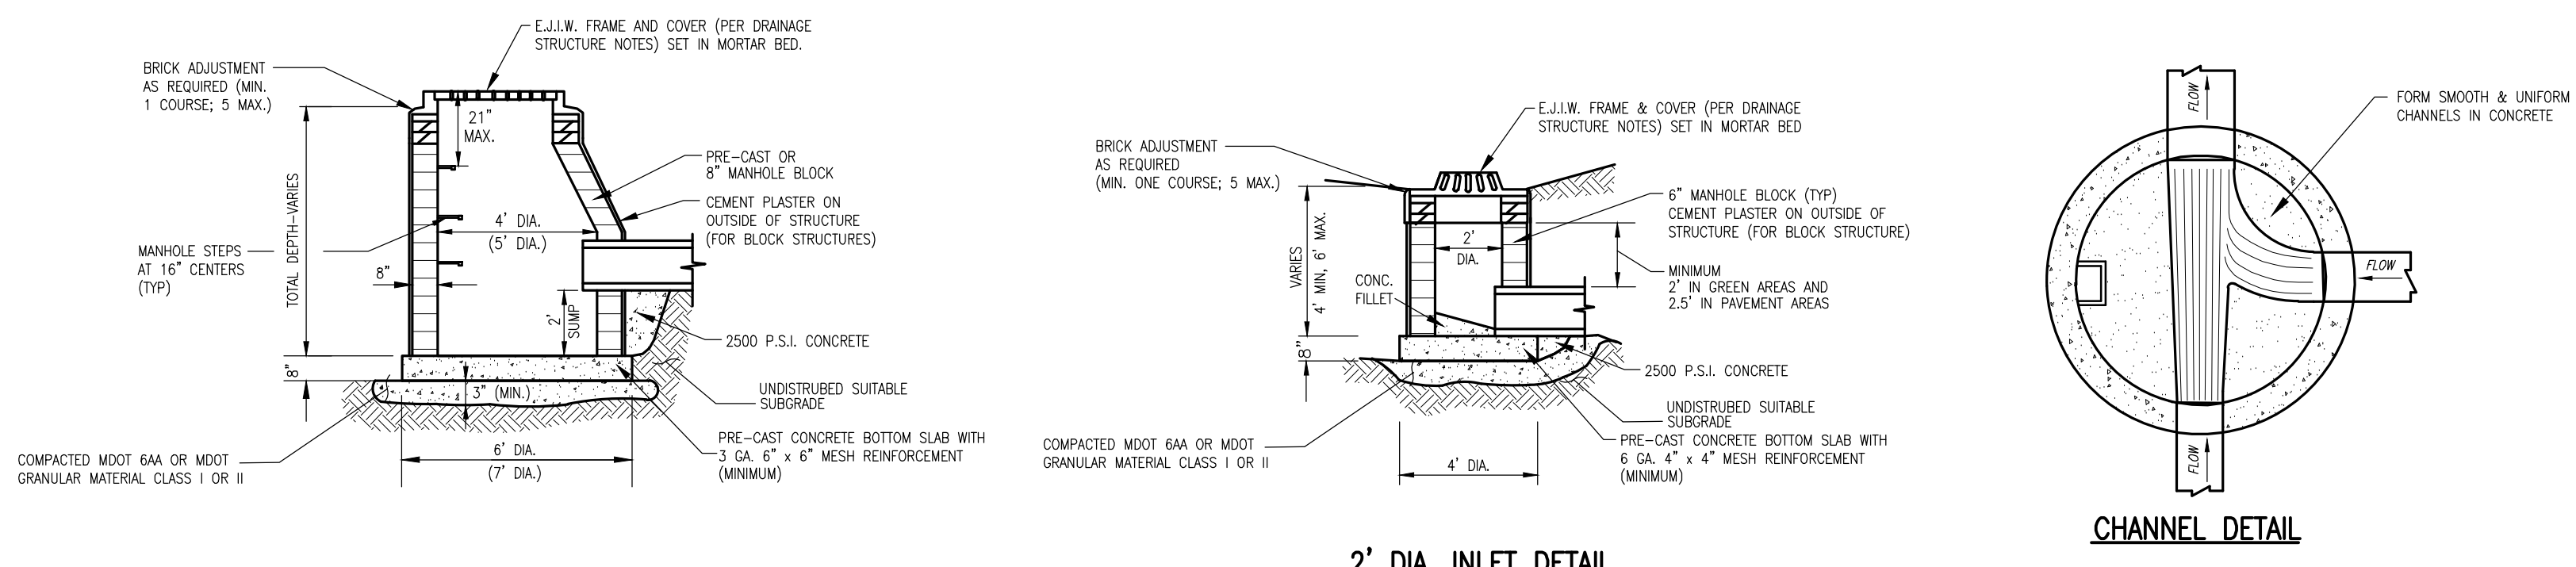 E.J.I.W. FRAME AND COVER (PER DRAINAGE
STRUCTURE NOTES) SET IN MORTAR BED.
BRICK ADJUSTMENT
AS REQUIRED (MIN.
1 COURSE; 5 MAX.)
21"
MAX.
PRE-CAST OR
8" MANHOLE BLOCK
CEMENT PLASTER ON
OUTSIDE OF STRUCTURE
(FOR BLOCK STRUCTURES)
4' DIA.
(5' DIA.)
TOTAL DEPTH-VARIES
MANHOLE STEPS
AT 16" CENTERS
(TYP)
8"
2'
SUMP
2500 P.S.I. CONCRETE
8"
3" (MIN.)
UNDISTRUBED SUITABLE
SUBGRADE
PRE-CAST CONCRETE BOTTOM SLAB WITH
3 GA. 6" x 6" MESH REINFORCEMENT
(MINIMUM)
COMPACTED MDOT 6AA OR MDOT
GRANULAR MATERIAL CLASS I OR II
6' DIA.
(7' DIA.)
E.J.I.W. FRAME & COVER (PER DRAINAGE
STRUCTURE NOTES) SET IN MORTAR BED
BRICK ADJUSTMENT
AS REQUIRED
(MIN. ONE COURSE; 5 MAX.)
6" MANHOLE BLOCK (TYP)
CEMENT PLASTER ON OUTSIDE OF
STRUCTURE (FOR BLOCK STRUCTURE)
VARIES
4' MIN, 6' MAX.
2'
DIA.
CONC.
FILLET
MINIMUM
2' IN GREEN AREAS AND
2.5' IN PAVEMENT AREAS
8"
2500 P.S.I. CONCRETE
UNDISTRUBED SUITABLE
SUBGRADE
PRE-CAST CONCRETE BOTTOM SLAB WITH
6 GA. 4" x 4" MESH REINFORCEMENT
(MINIMUM)
COMPACTED MDOT 6AA OR MDOT
GRANULAR MATERIAL CLASS I OR II
4' DIA.
2' DIA. INLET DETAIL
FLOW
FORM SMOOTH & UNIFORM
CHANNELS IN CONCRETE
FLOW
FLOW
CHANNEL DETAIL